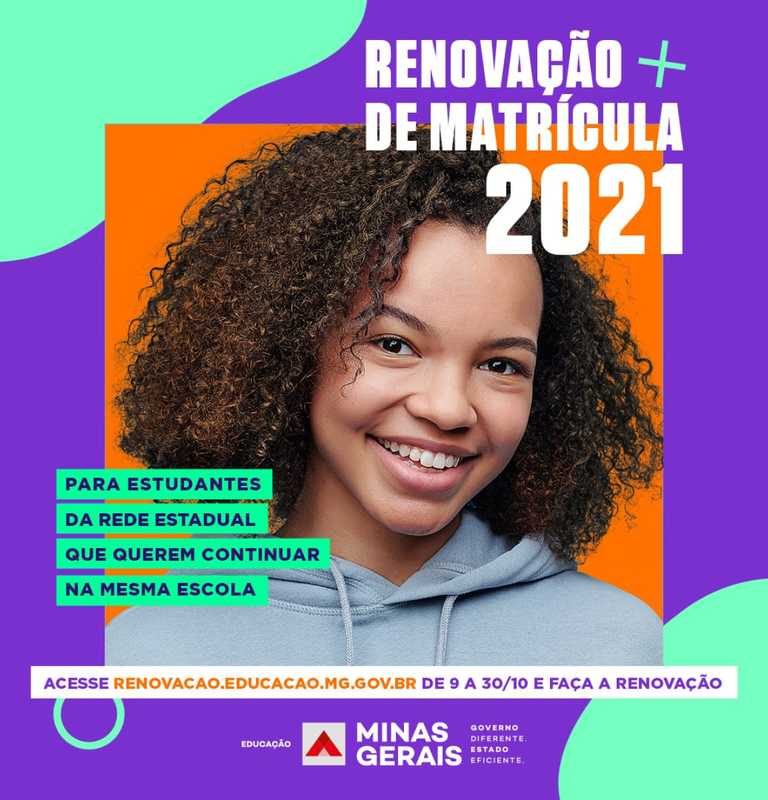 RENOVAÇÃO
DE MATRÍCULA
2021
PARA ESTUDANTES
DA REDE ESTADUAL
QUE QUEREM CONTINUAR
NA MESMA ESCOLA
ACESSE RENOVACAO.EDUCACAO.MG.GOV.BR DE 9 A 30/10 E FAÇA A RENOVAÇÃO
EDUCAÇÃO
MINAS
GERAIS
GOVERNO
DIFERENTE.
ESTADO
EFICIENTE.